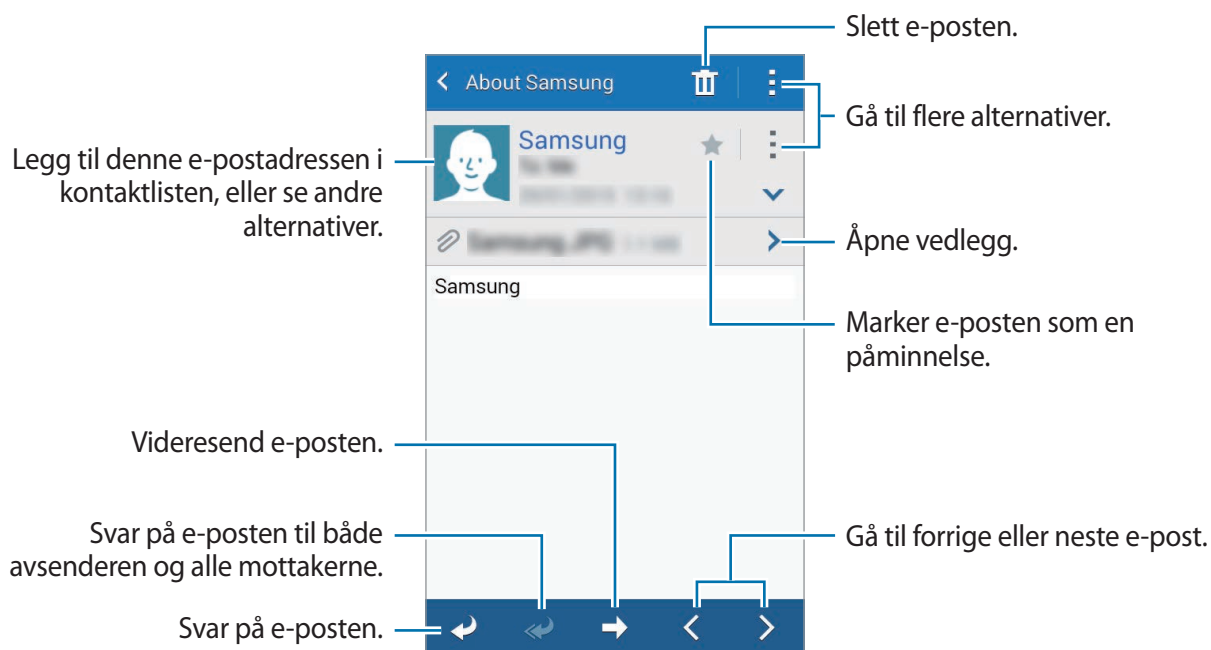 Slett e-posten.
About Samsung
Gå til flere alternativer.
Samsung
Legg til denne e-postadressen i
kontaktlisten, eller se andre
alternativer.
Åpne vedlegg.
Samsung
Marker e-posten som en
påminnelse.
Videresend e-posten.
Svar på e-posten til både
avsenderen og alle mottakerne.
Gå til forrige eller neste e-post.
Svar på e-posten.